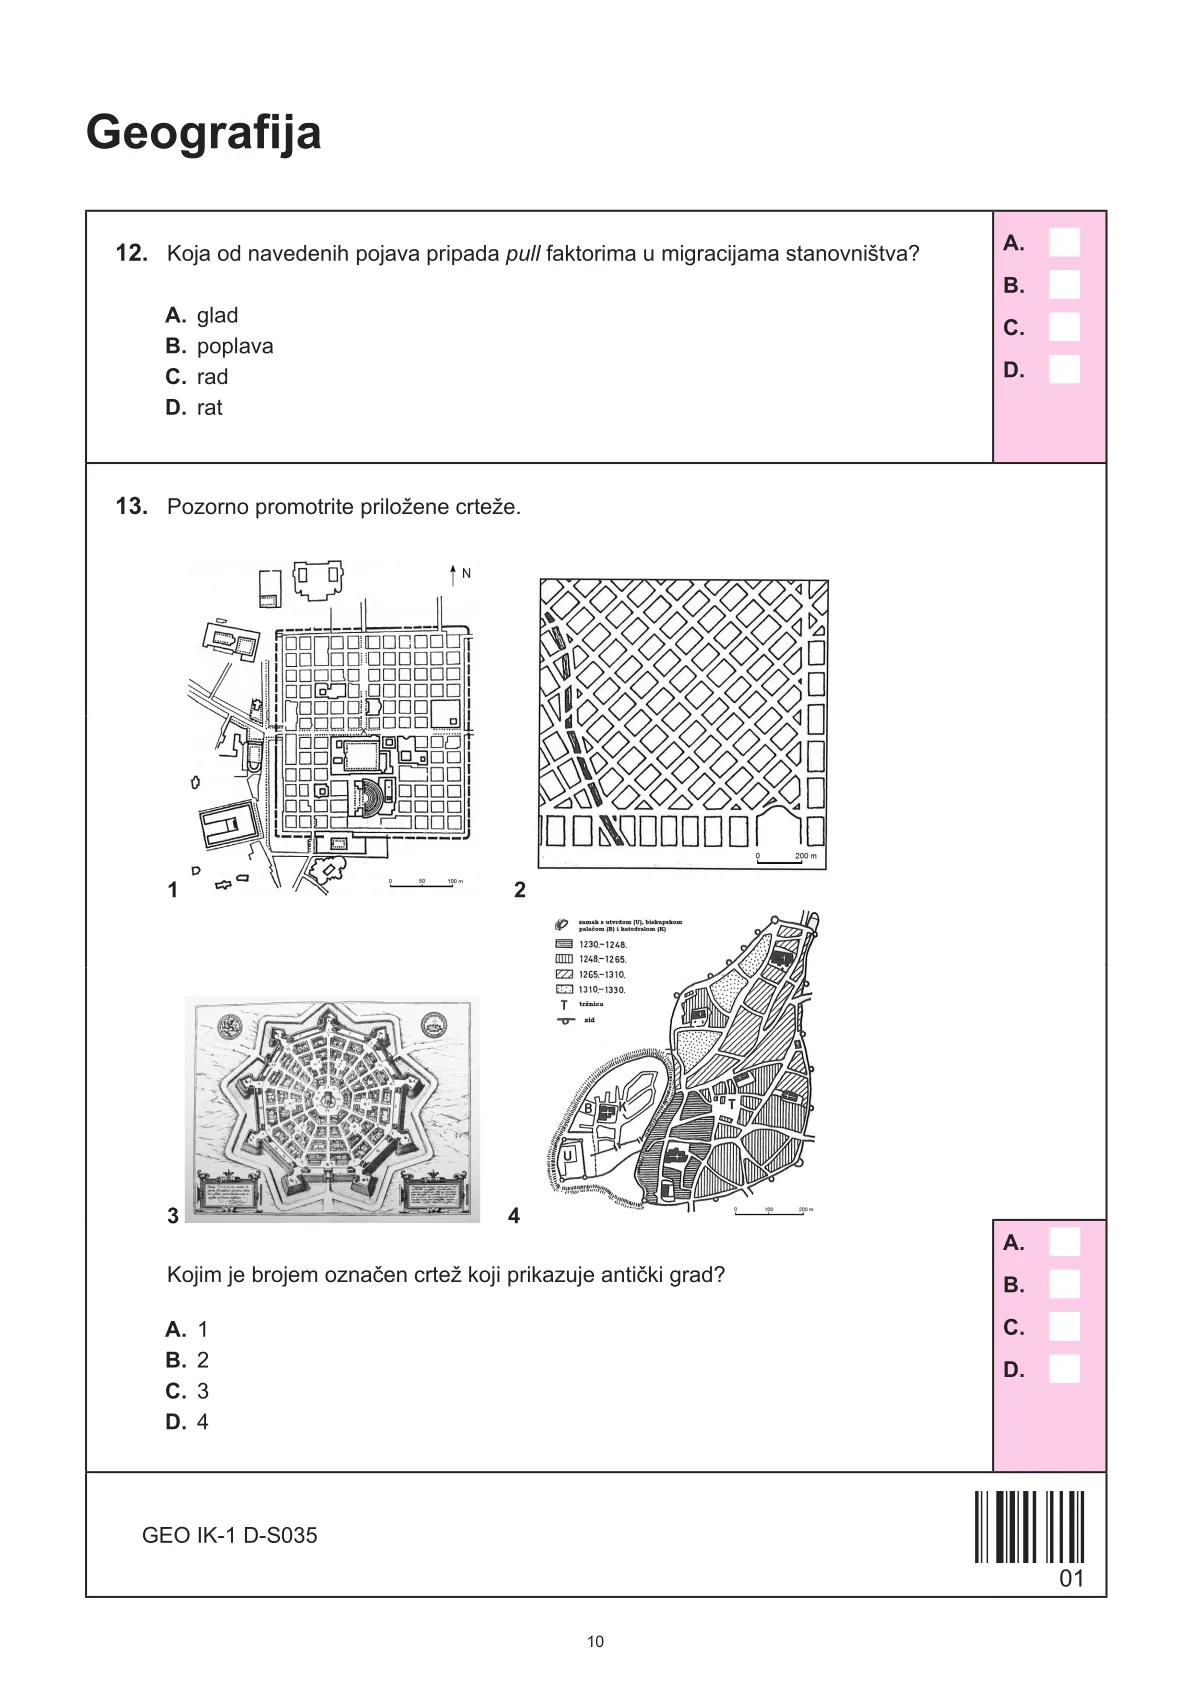 Geografija
12. Koja od navedenih pojava pripada pull faktorima u migracijama stanovništva?
A. glad
B. poplava
C. rad
D. rat
A.
B.
C.
D.
13. Pozorno promotrite priložene crteže.
N
0 50 100 m
1
0 200 m
2
3
zamak s utvrdom (U), biskupskom
palačom (B) i katedralom (K)
1230.–1248.
1248.–1265.
1265.–1310.
1310.–1330.
T tržnica
zid
B
K
U
T
0 100 200 m
4
Kojim je brojem označen crtež koji prikazuje antički grad?
A. 1
B. 2
C. 3
D. 4
A.
B.
C.
D.
GEO IK-1 D-S035
01
10